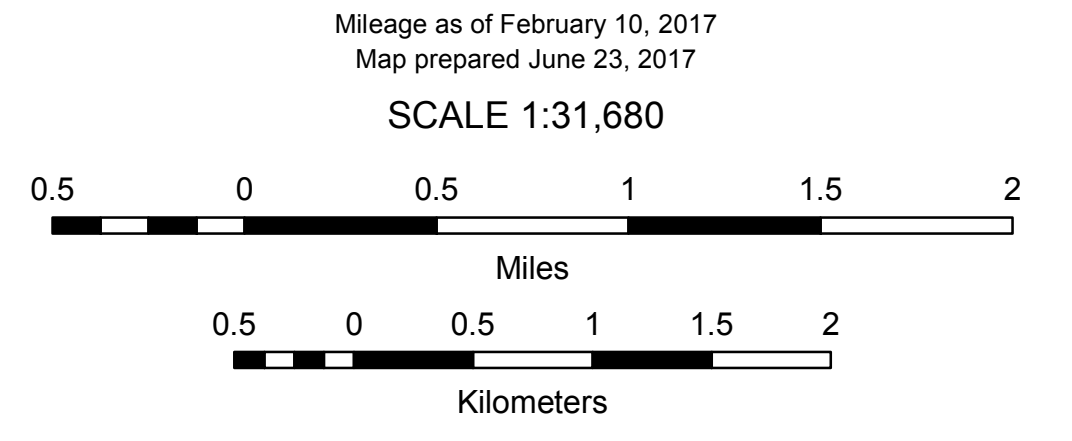 Mileage as of February 10, 2017
Map prepared June 23, 2017
SCALE 1:31,680
0.5 0 0.5 1 1.5 2
Miles
0.5 0 0.5 1 1.5 2
Kilometers